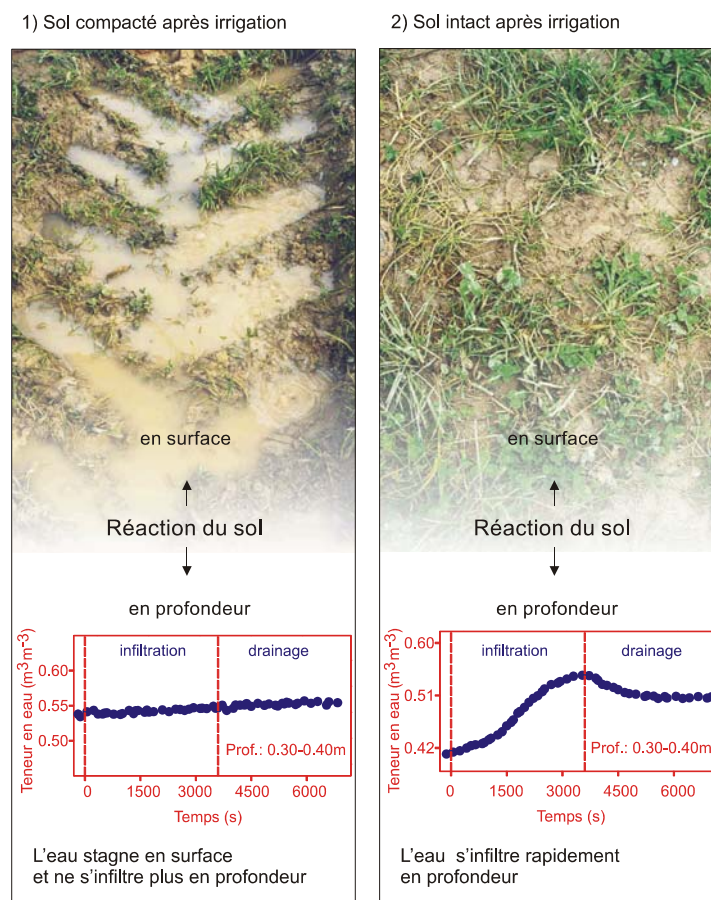 1) Sol compacté après irrigation
en surface
Réaction du sol
en profondeur
Teneur en eau (m³m⁻³)
0.60
0.55
0.50
infiltration
drainage
Prof.: 0.30-0.40m
0
1500
3000
4500
6000
Temps (s)
L'eau stagne en surface
et ne s'infiltre plus en profondeur
2) Sol intact après irrigation
en surface
Réaction du sol
en profondeur
Teneur en eau (m³m⁻³)
0.60
0.51
0.42
infiltration
drainage
Prof.: 0.30-0.40m
0
1500
3000
4500
6000
Temps (s)
L'eau s'infiltre rapidement
en profondeur